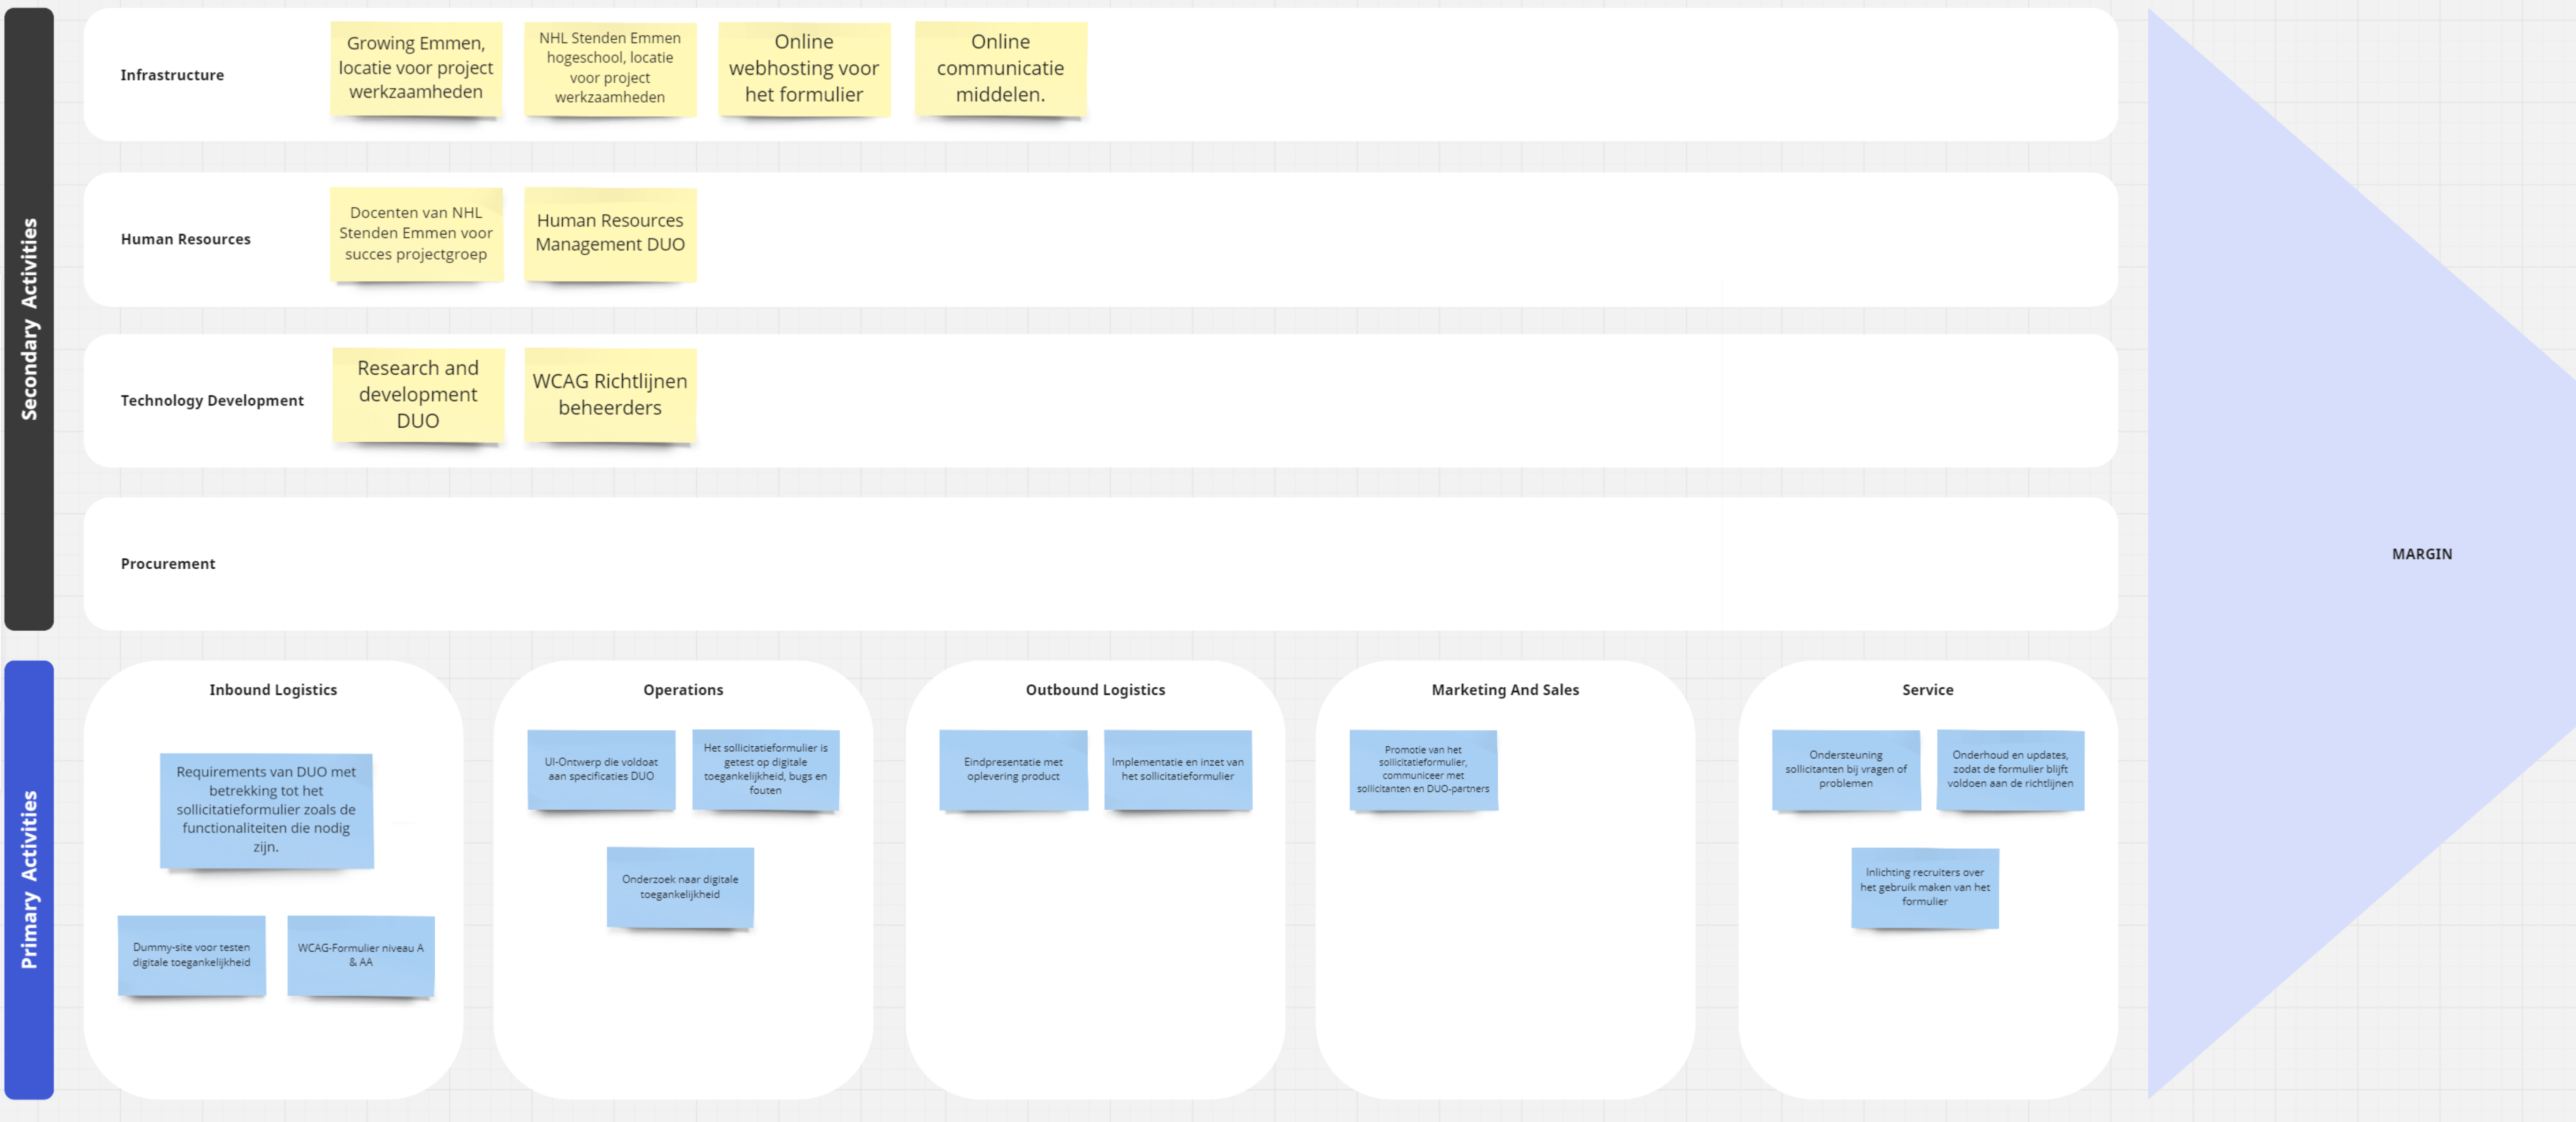 Secondary Activities
Infrastructure
Growing Emmen,
locatie voor project
werkzaamheden
NHL Stenden Emmen
hogeschool, locatie
voor project
werkzaamheden
Online
webhosting voor
het formulier
Online
communicatie
middelen.
Human Resources
Docenten van NHL
Stenden Emmen voor
succes projectgroep
Human Resources
Management DUO
Technology Development
Research and
development
DUO
WCAG Richtlijnen
beheerders
Procurement
MARGIN
Primary Activities
Inbound Logistics
Requirements van DUO met
betrekking tot het
sollicitatieformulier zoals de
functionaliteiten die nodig
zijn.
Dummy-site voor testen
digitale toegankelijkheid
WCAG-Formulier niveau A
& AA
Operations
UI-Ontwerp die voldoat
aan specificaties DUO
Het sollicitatieformulier is
getest op digitale
toegankelijkheid, bugs en
fouten
Onderzoek naar digitale
toegankelijkheid
Outbound Logistics
Eindpresentatie met
oplevering product
Implementatie en inzet van
het sollicitatieformulier
Marketing And Sales
Promotie van het
sollicitatieformulier,
communiceer met
sollicitanten en DUO-partners
Service
Ondersteuning
sollicitanten bij vragen of
problemen
Onderhoud en updates,
zodat de formulier blijft
voldoen aan de richtlijnen
Inlichting recruiters over
het gebruik maken van het
formulier